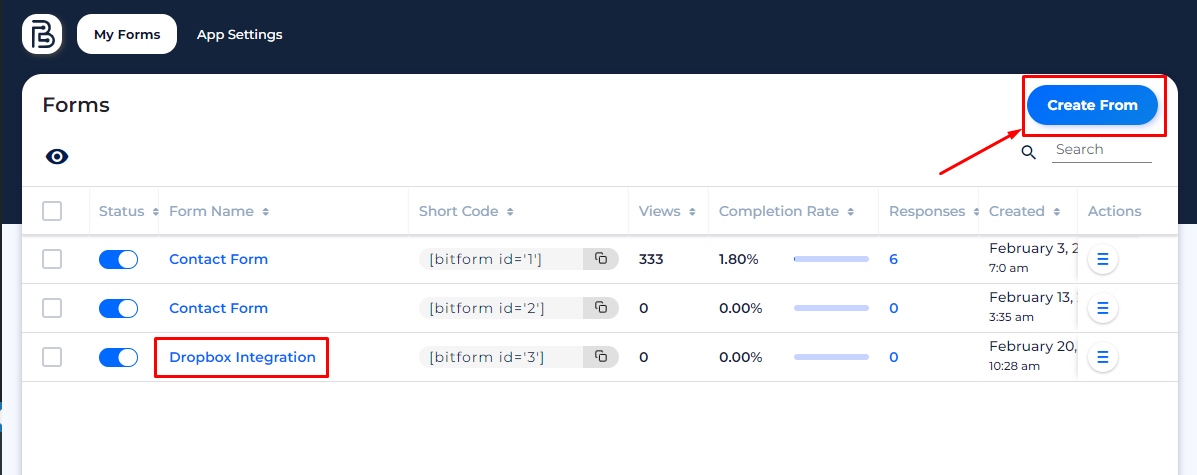 My Forms App Settings
Forms
Create From
Search
Status Form Name Short Code Views Completion Rate Responses Created Actions
Contact Form [bitform id='1'] 333 1.80% 6 February 3, 2
7:0 am
Contact Form [bitform id='2'] 0 0.00% 0 February 13,
3:35 am
Dropbox Integration [bitform id='3'] 0 0.00% 0 February 20,
10:28 am